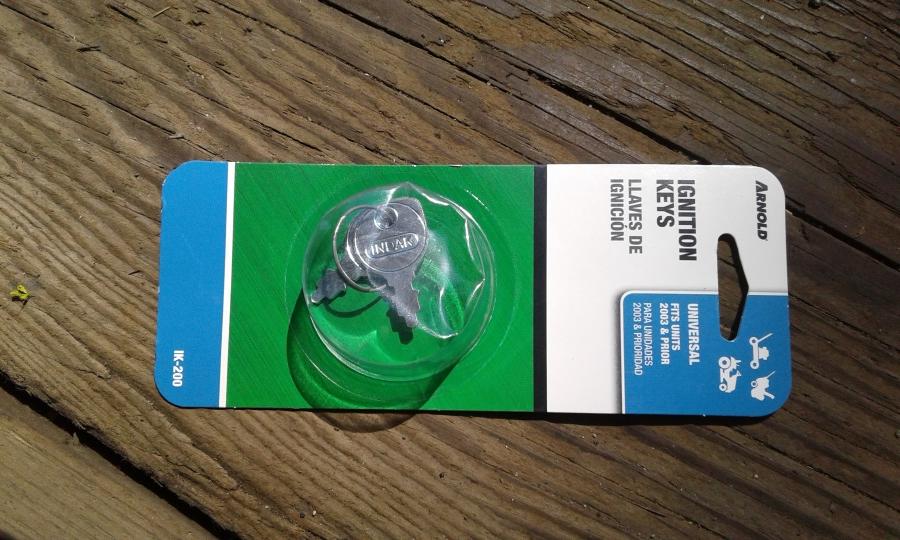 ARNOLD
IGNITION
KEYS
LLAVES DE
IGNICIÓN
UNIVERSAL
FITS UNITS
2003 & PRIOR
PARA UNIDADES
2003 & PRIORIDAD
INDAK
IK-200